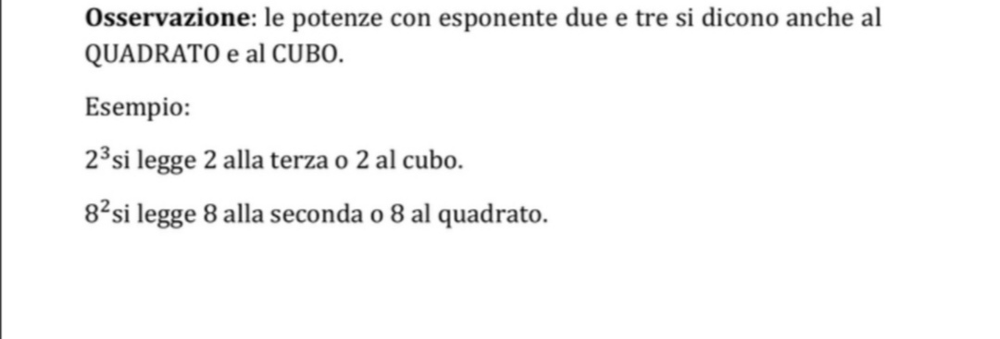 Osservazione: le potenze con esponente due e tre si dicono anche al
QUADRATO e al CUBO.
Esempio:
2³si legge 2 alla terza o 2 al cubo.
8²si legge 8 alla seconda o 8 al quadrato.